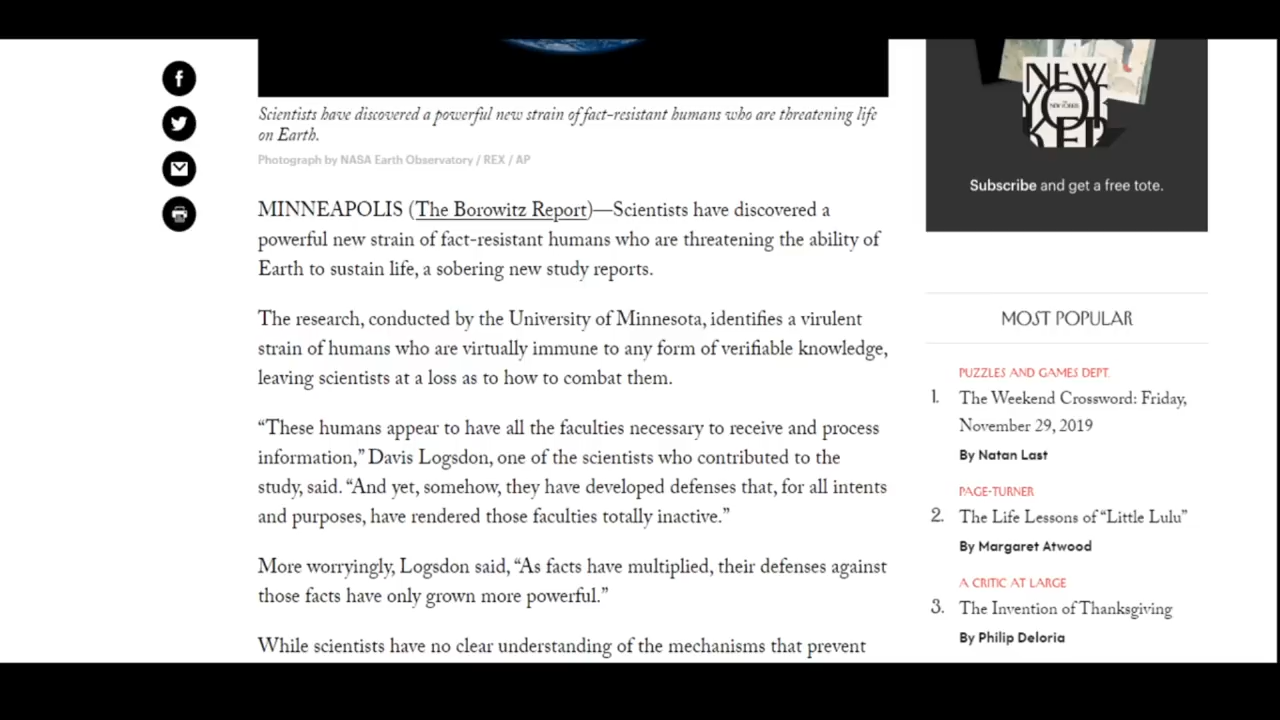 Scientists have discovered a powerful new strain of fact-resistant humans who are threatening life
on Earth.
Photograph by NASA Earth Observatory / REX / AP
MINNEAPOLIS (The Borowitz Report)—Scientists have discovered a
powerful new strain of fact-resistant humans who are threatening the ability of
Earth to sustain life, a sobering new study reports.
The research, conducted by the University of Minnesota, identifies a virulent
strain of humans who are virtually immune to any form of verifiable knowledge,
leaving scientists at a loss as to how to combat them.
“These humans appear to have all the faculties necessary to receive and process
information,” Davis Logsdon, one of the scientists who contributed to the
study, said. “And yet, somehow, they have developed defenses that, for all intents
and purposes, have rendered those faculties totally inactive.”
More worryingly, Logsdon said, “As facts have multiplied, their defenses against
those facts have only grown more powerful.”
While scientists have no clear understanding of the mechanisms that prevent
NEW
YOR
KER
Subscribe and get a free tote.
MOST POPULAR
PUZZLES AND GAMES DEPT.
1. The Weekend Crossword: Friday,
November 29, 2019
By Natan Last
PAGE-TURNER
2. The Life Lessons of “Little Lulu”
By Margaret Atwood
A CRITIC AT LARGE
3. The Invention of Thanksgiving
By Philip Deloria